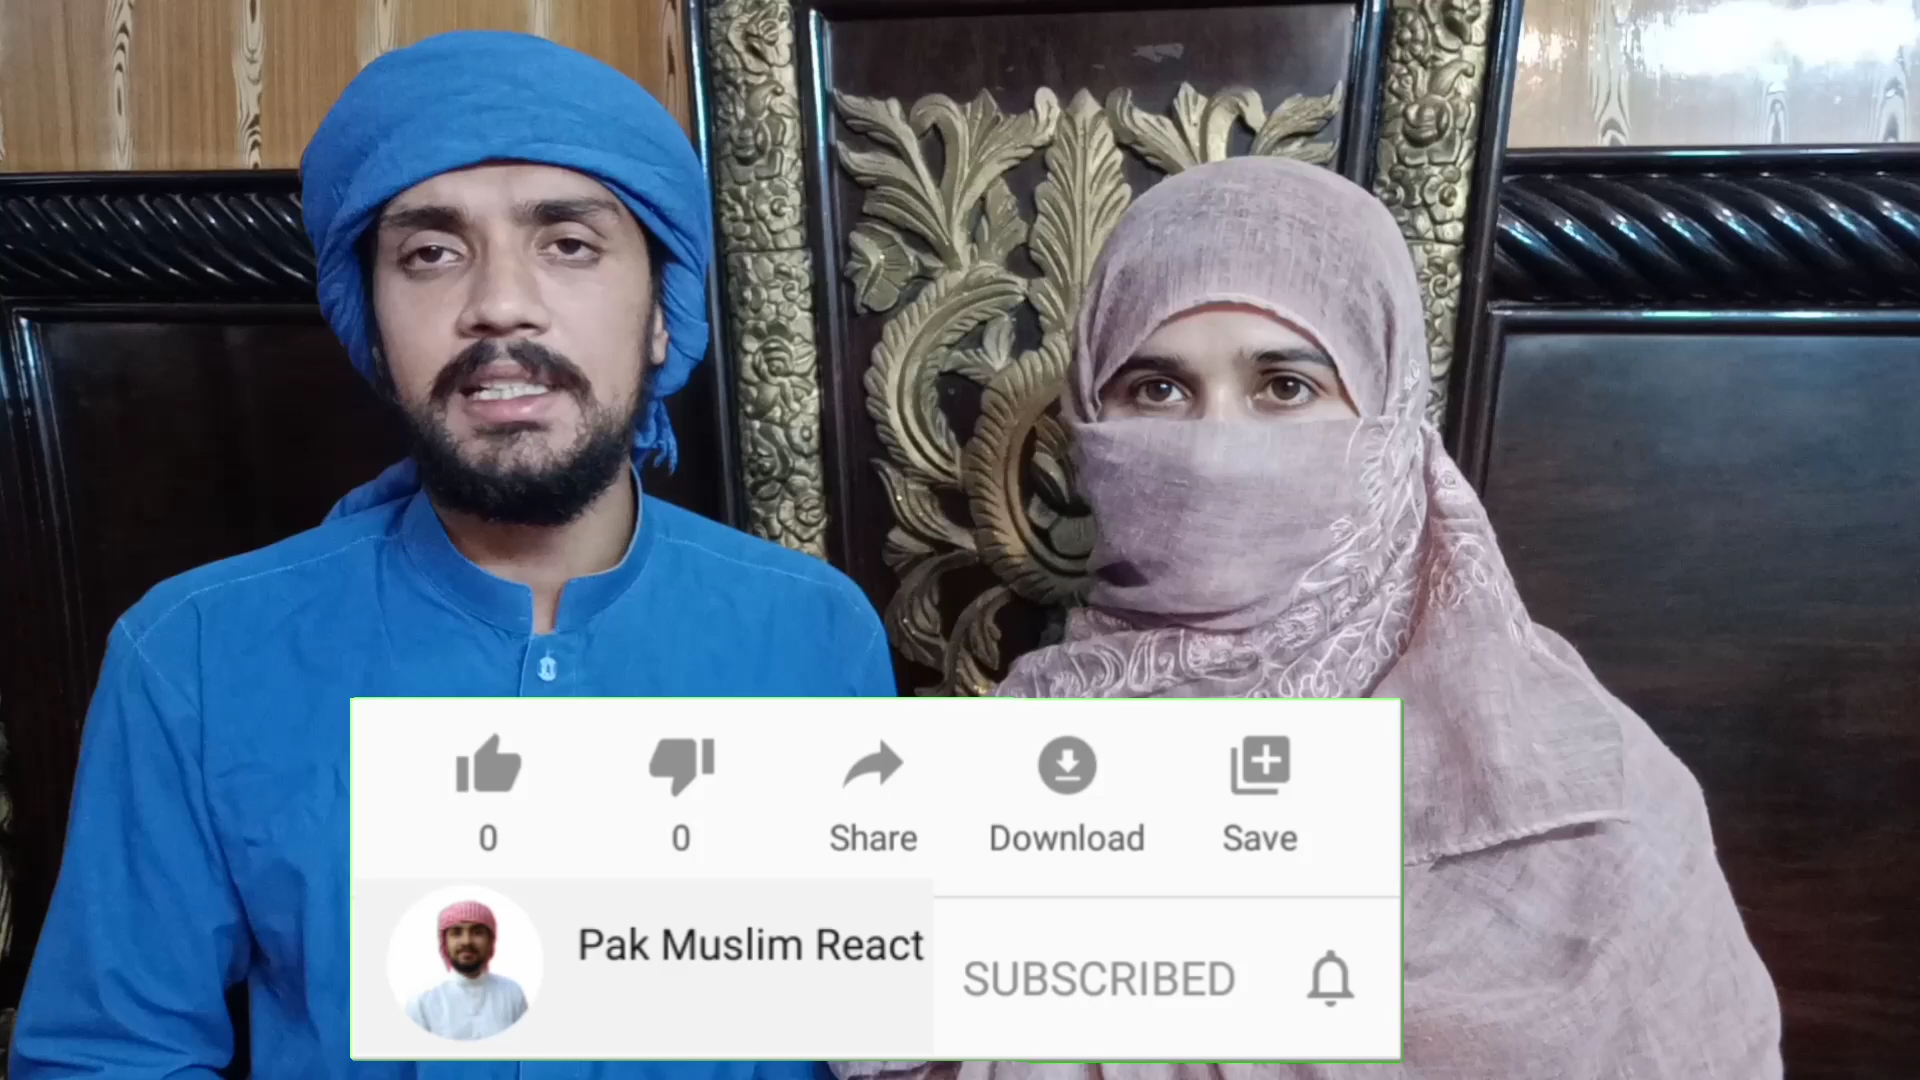 0
0
Share
Download
Save
Pak Muslim React
SUBSCRIBED